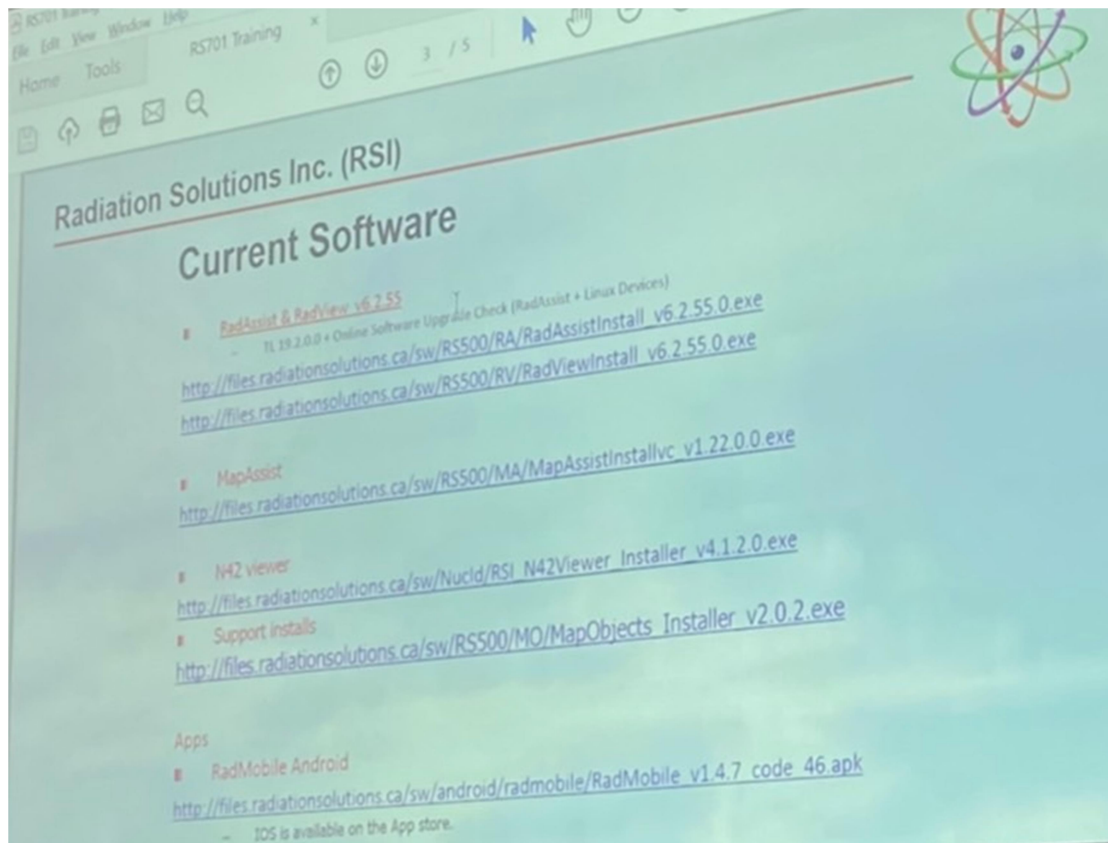 RS701 Training
File Edit View Window Help
Home Tools
RS701 Training
×
3 / 5
Radiation Solutions Inc. (RSI)
Current Software
RadAssist & RadView v6.2.55
– TL 19.2.0.0 + Online Software Upgrade Check (RadAssist + Linux Devices)
http://files.radiationsolutions.ca/sw/RS500/RA/RadAssistInstall_v6.2.55.0.exe
http://files.radiationsolutions.ca/sw/RS500/RV/RadViewInstall_v6.2.55.0.exe
MapAssist
http://files.radiationsolutions.ca/sw/RS500/MA/MapAssistInstallvc_v1.22.0.0.exe
N42 viewer
http://files.radiationsolutions.ca/sw/NucId/RSI_N42Viewer_Installer_v4.1.2.0.exe
Support installs
http://files.radiationsolutions.ca/sw/RS500/MO/MapObjects_Installer_v2.0.2.exe
Apps
RadMobile Android
http://files.radiationsolutions.ca/sw/android/radmobile/RadMobile_v1.4.7_code_46.apk
– IOS is available on the App store.